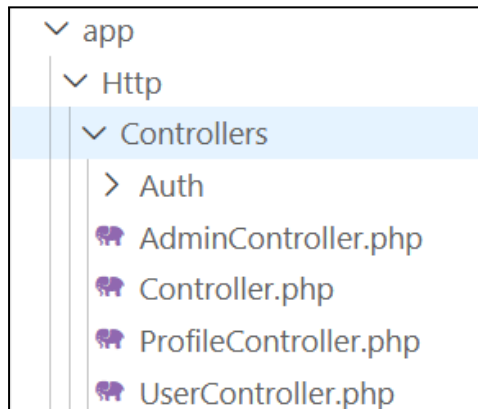 app
Http
Controllers
Auth
AdminController.php
Controller.php
ProfileController.php
UserController.php